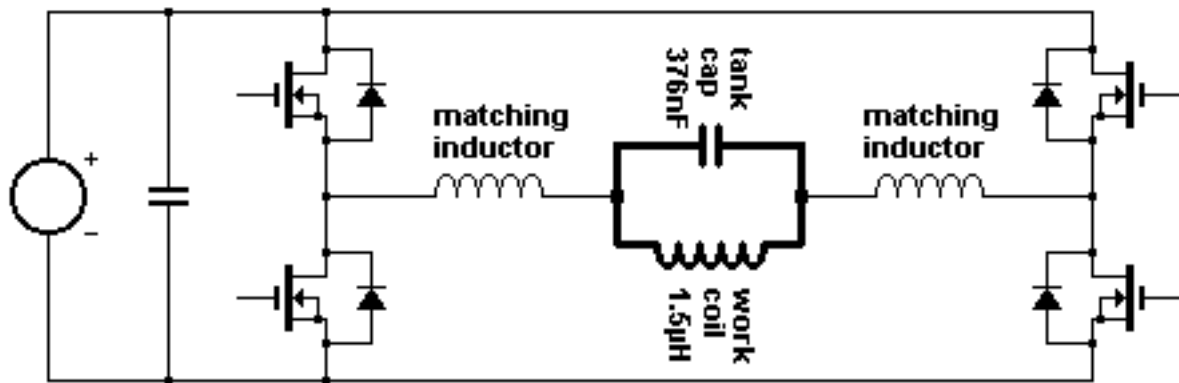 +
−
matching
inductor
tank
cap
376nF
matching
inductor
work
coil
1.5µH